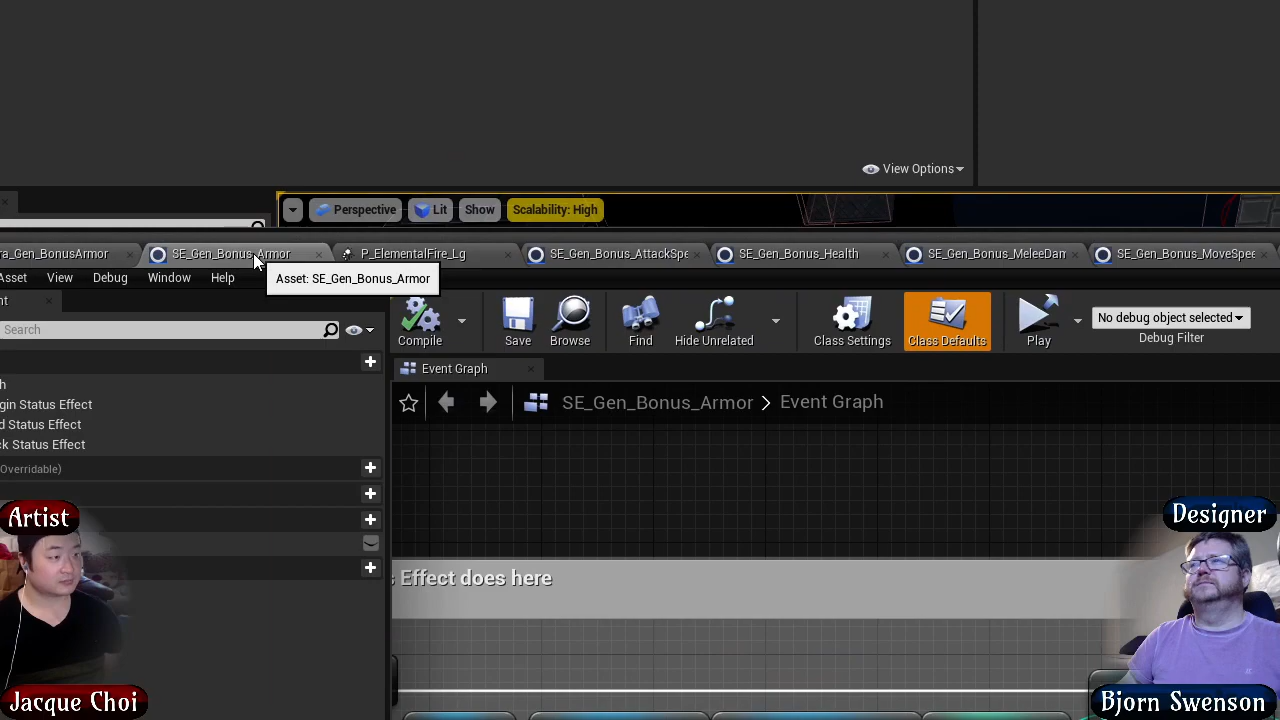 View Options
Perspective Lit Show Scalability: High
ra_Gen_BonusArmor SE_Gen_Bonus_Armor P_ElementalFire_Lg SE_Gen_Bonus_AttackSpe SE_Gen_Bonus_Health SE_Gen_Bonus_MeleeDam SE_Gen_Bonus_MoveSpee
Asset View Debug Window Help
Asset: SE_Gen_Bonus_Armor
nt
Search
Compile Save Browse Find Hide Unrelated Class Settings Class Defaults Play
No debug object selected
Debug Filter
Event Graph
SE_Gen_Bonus_Armor > Event Graph
h
gin Status Effect
d Status Effect
ck Status Effect
Overridable)
s Effect does here
Artist
Designer
Jacque Choi
Bjorn Swenson